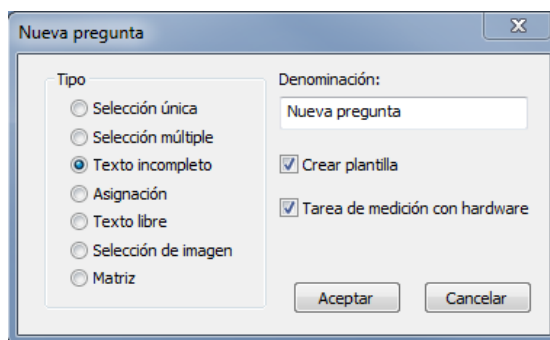 Nueva pregunta
Tipo
Selección única
Selección múltiple
Texto incompleto
Asignación
Texto libre
Selección de imagen
Matriz
Denominación:
Nueva pregunta
Crear plantilla
Tarea de medición con hardware
Aceptar
Cancelar